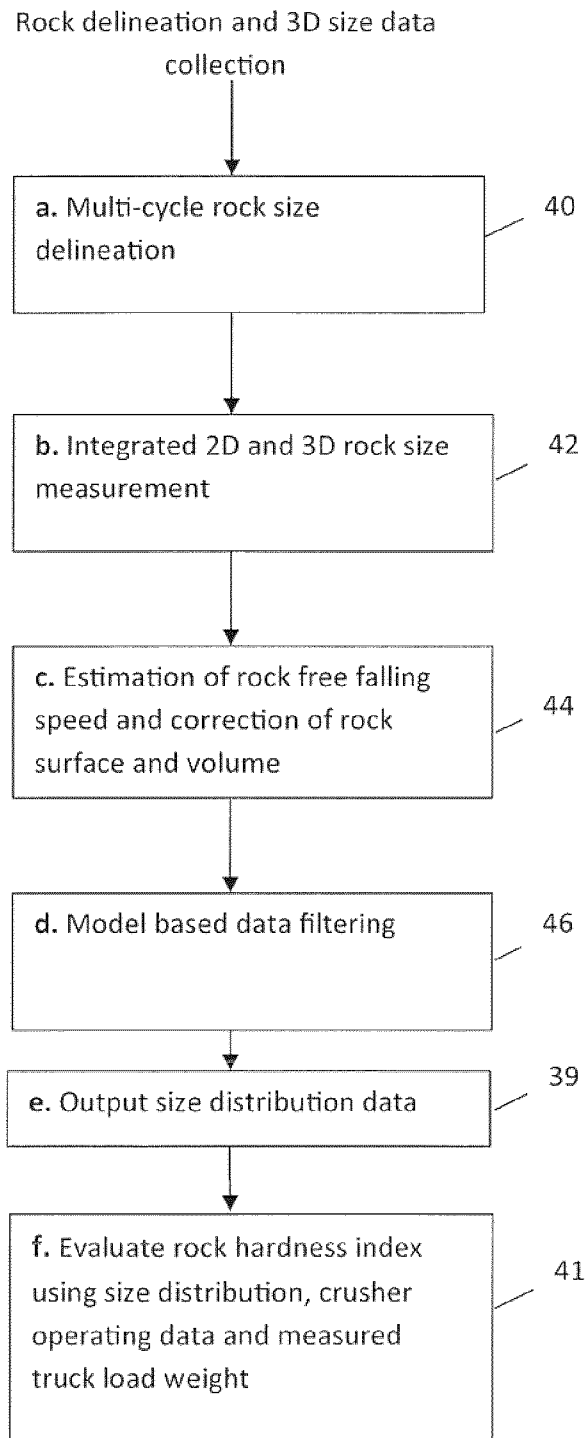 Rock delineation and 3D size data
collection
a. Multi-cycle rock size
delineation
40
b. Integrated 2D and 3D rock size
measurement
42
c. Estimation of rock free falling
speed and correction of rock
surface and volume
44
d. Model based data filtering
46
e. Output size distribution data
39
f. Evaluate rock hardness index
using size distribution, crusher
operating data and measured
truck load weight
41